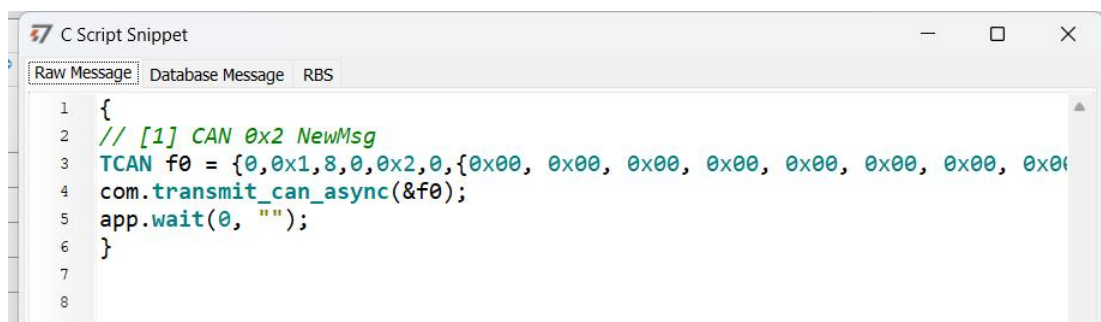 C Script Snippet
Raw Message Database Message RBS
1 {
2 // [1] CAN 0x2 NewMsg
3 TCAN f0 = {0,0x1,8,0,0x2,0,{0x00, 0x00, 0x00, 0x00, 0x00, 0x00, 0x00,
4 com.transmit_can_async(&f0);
5 app.wait(0, "");
6 }
7
8